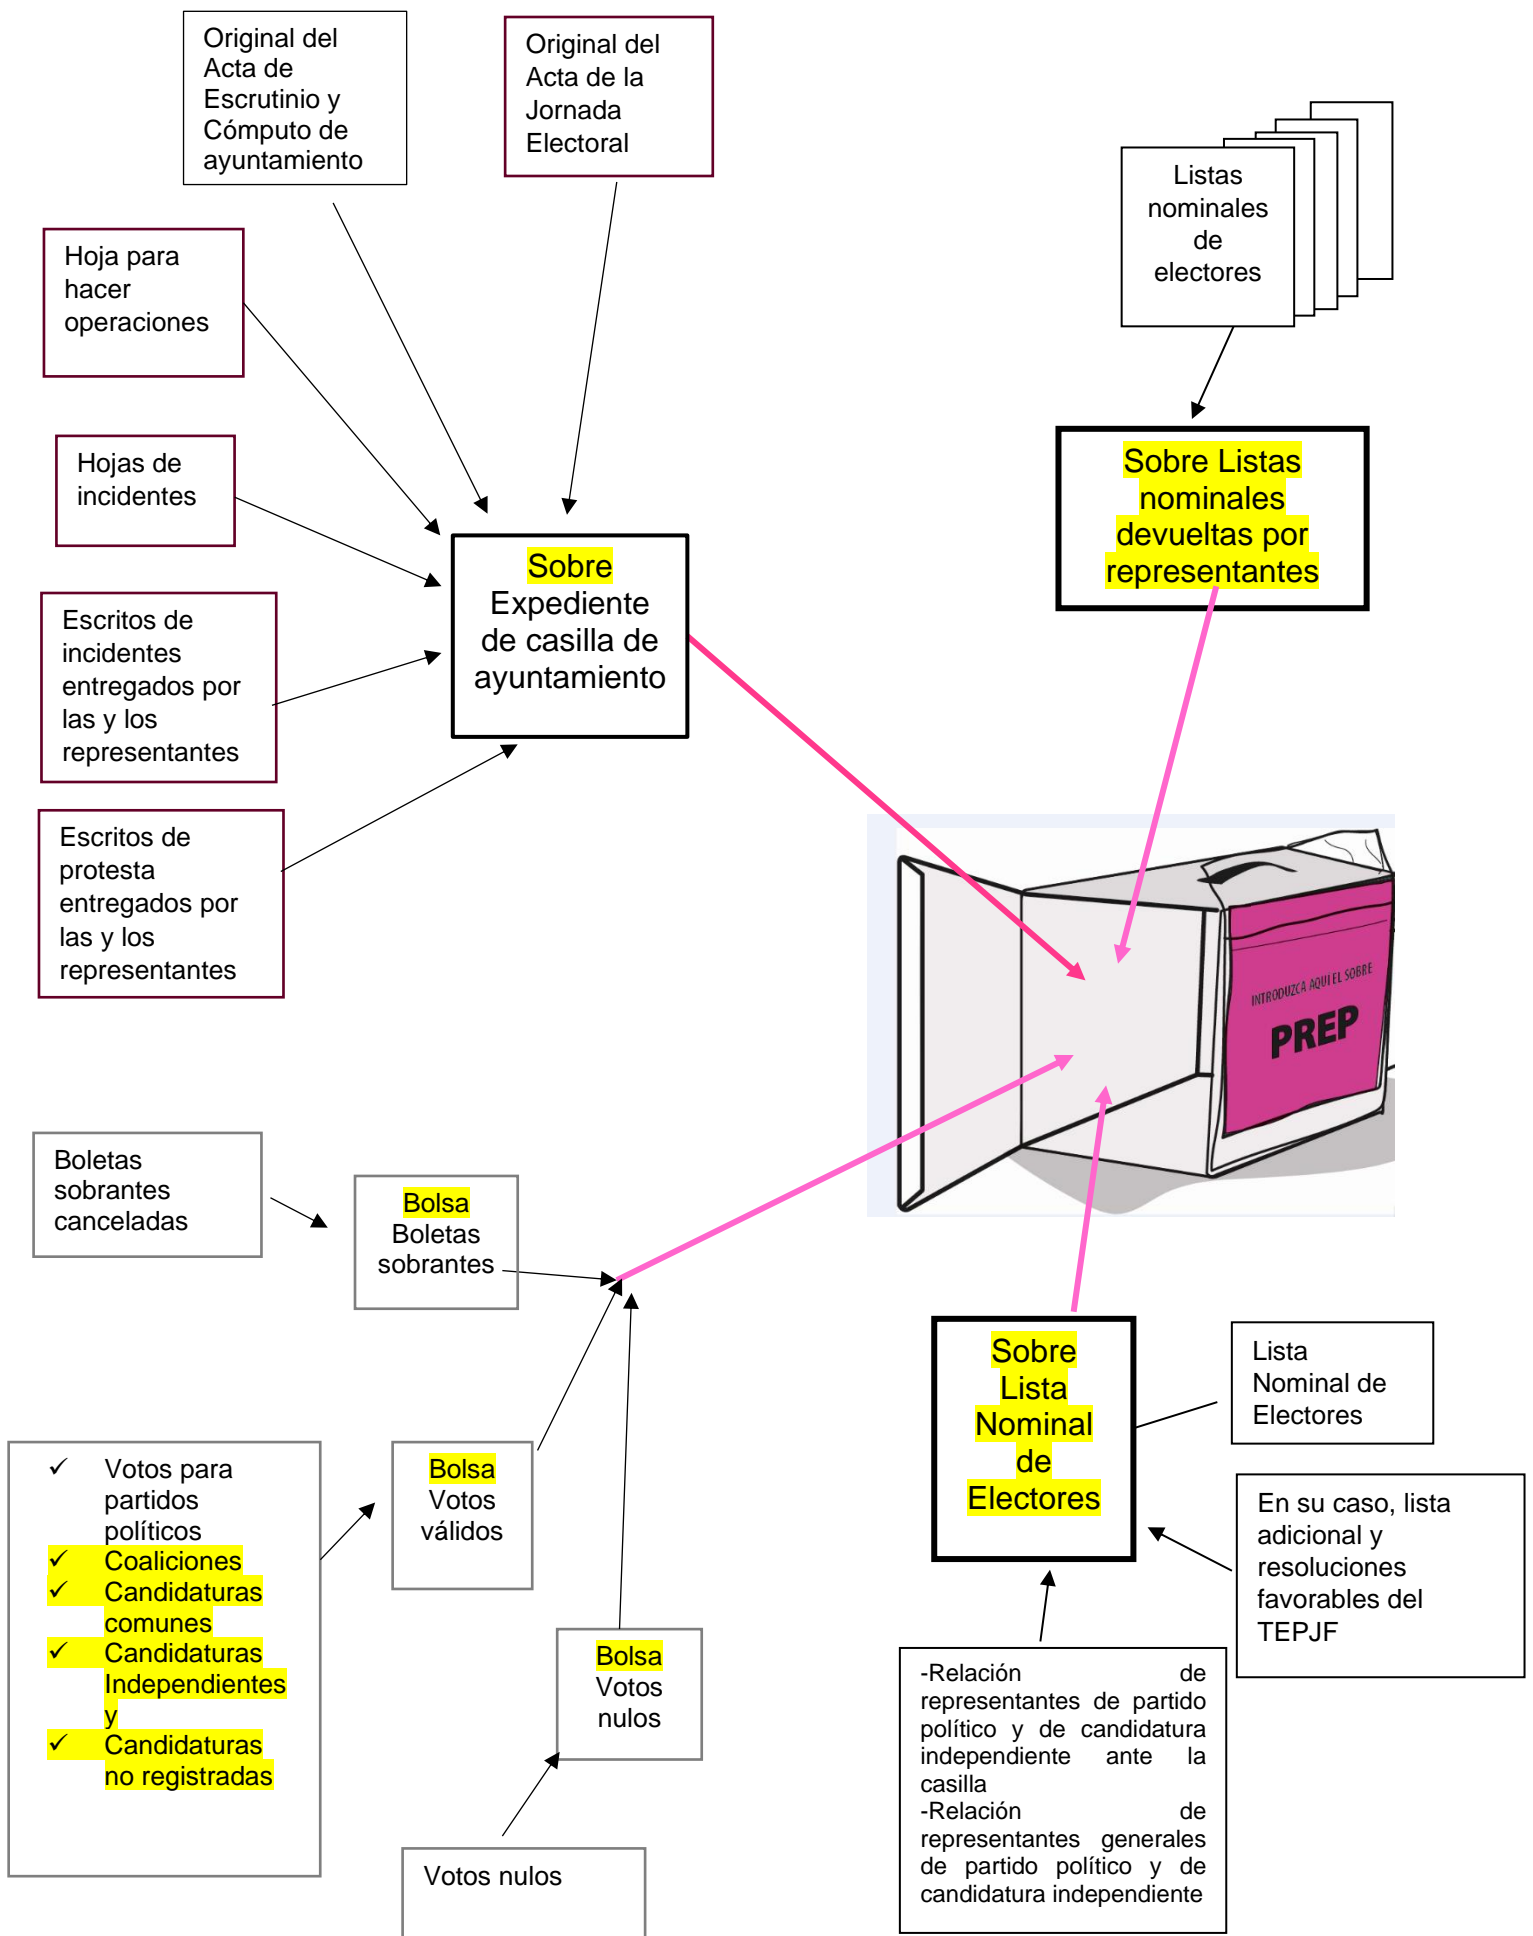 Original del
Acta de
Escrutinio y
Cómputo de
ayuntamiento
Original del
Acta de la
Jornada
Electoral
Listas
nominales
de
electores
Hoja para
hacer
operaciones
Hojas de
incidentes
Sobre Listas
nominales
devueltas por
representantes
Sobre
Expediente
de casilla de
ayuntamiento
Escritos de
incidentes
entregados por
las y los
representantes
Escritos de
protesta
entregados por
las y los
representantes
INTRODUZCA AQUI EL SOBRE
PREP
Boletas
sobrantes
canceladas
Bolsa
Boletas
sobrantes
Sobre
Lista
Nominal
de
Electores
Lista
Nominal de
Electores
✓ Votos para
partidos
políticos
✓ Coaliciones
✓ Candidaturas
comunes
✓ Candidaturas
Independientes
y
✓ Candidaturas
no registradas
Bolsa
Votos
válidos
En su caso, lista
adicional y
resoluciones
favorables del
TEPJF
Bolsa
Votos
nulos
-Relación de
representantes de partido
político y de candidatura
independiente ante la
casilla
-Relación de
representantes generales
de partido político y de
candidatura independiente
Votos nulos